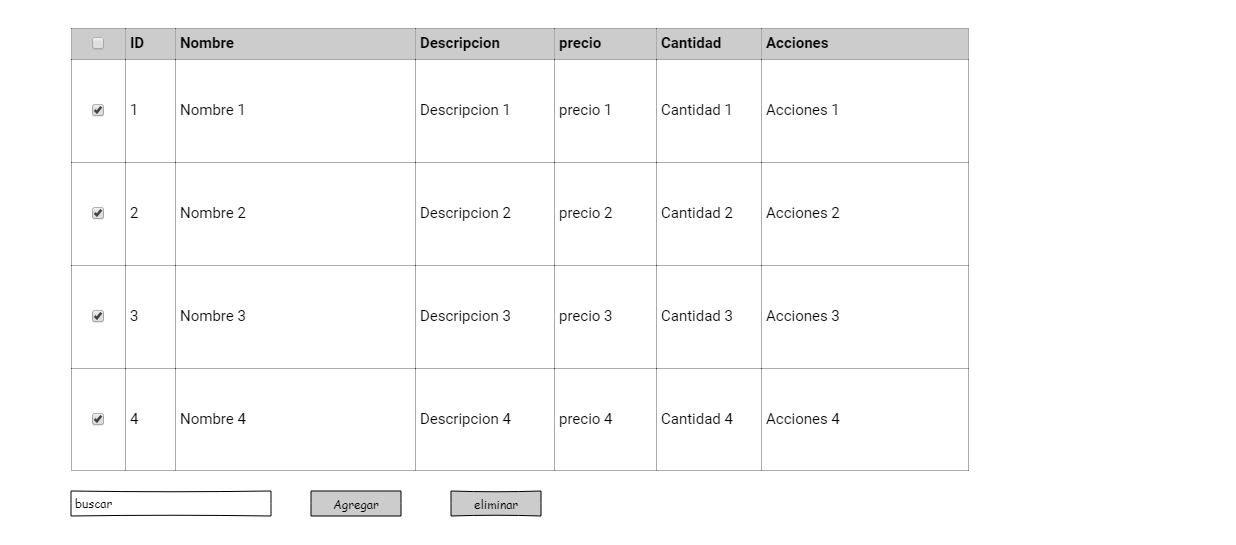 ID Nombre Descripcion precio Cantidad Acciones
1 Nombre 1 Descripcion 1 precio 1 Cantidad 1 Acciones 1
2 Nombre 2 Descripcion 2 precio 2 Cantidad 2 Acciones 2
3 Nombre 3 Descripcion 3 precio 3 Cantidad 3 Acciones 3
4 Nombre 4 Descripcion 4 precio 4 Cantidad 4 Acciones 4
buscar Agregar eliminar